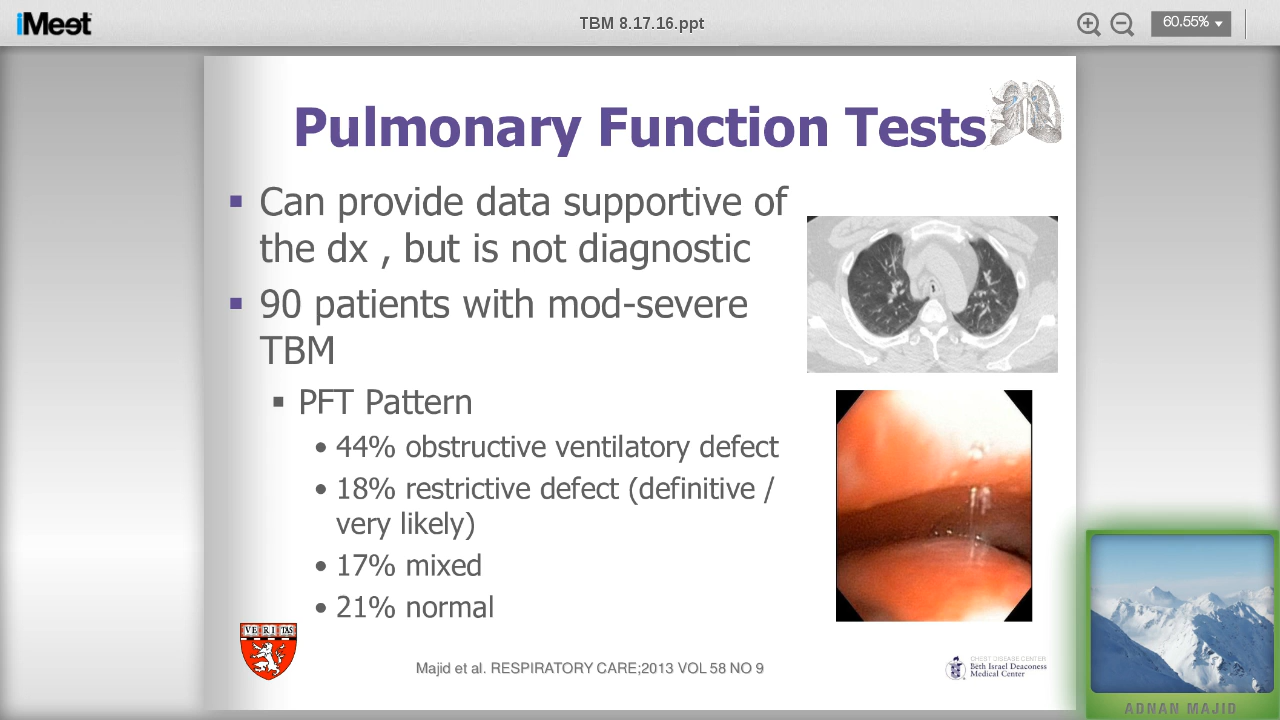 iMeet
TBM 8.17.16.ppt
60.55%
Pulmonary Function Tests
▪ Can provide data supportive of
the dx , but is not diagnostic
▪ 90 patients with mod-severe
TBM
▪ PFT Pattern
• 44% obstructive ventilatory defect
• 18% restrictive defect (definitive /
very likely)
• 17% mixed
• 21% normal
VE RI TAS
Majid et al. RESPIRATORY CARE;2013 VOL 58 NO 9
CHEST DISEASE CENTER
Beth Israel Deaconess
Medical Center
ADNAN MAJID